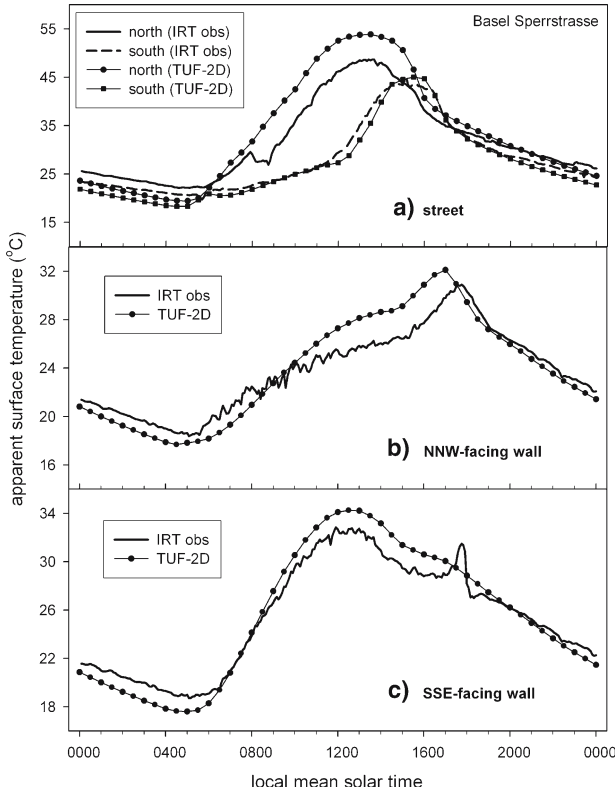 Basel Sperrstrasse
north (IRT obs)
south (IRT obs)
north (TUF-2D)
south (TUF-2D)
55
45
35
25
15
a) street
apparent surface temperature (°C)
IRT obs
TUF-2D
32
28
24
20
16
b) NNW-facing wall
IRT obs
TUF-2D
34
30
26
22
18
c) SSE-facing wall
0000 0400 0800 1200 1600 2000 0000
local mean solar time